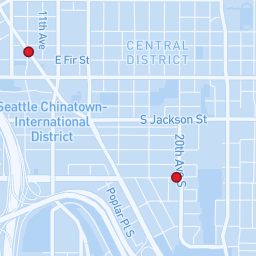 11th Ave
CENTRAL
DISTRICT
E Fir St
Seattle Chinatown-
International
District
S Jackson St
20th Ave S
Poplar Pl S